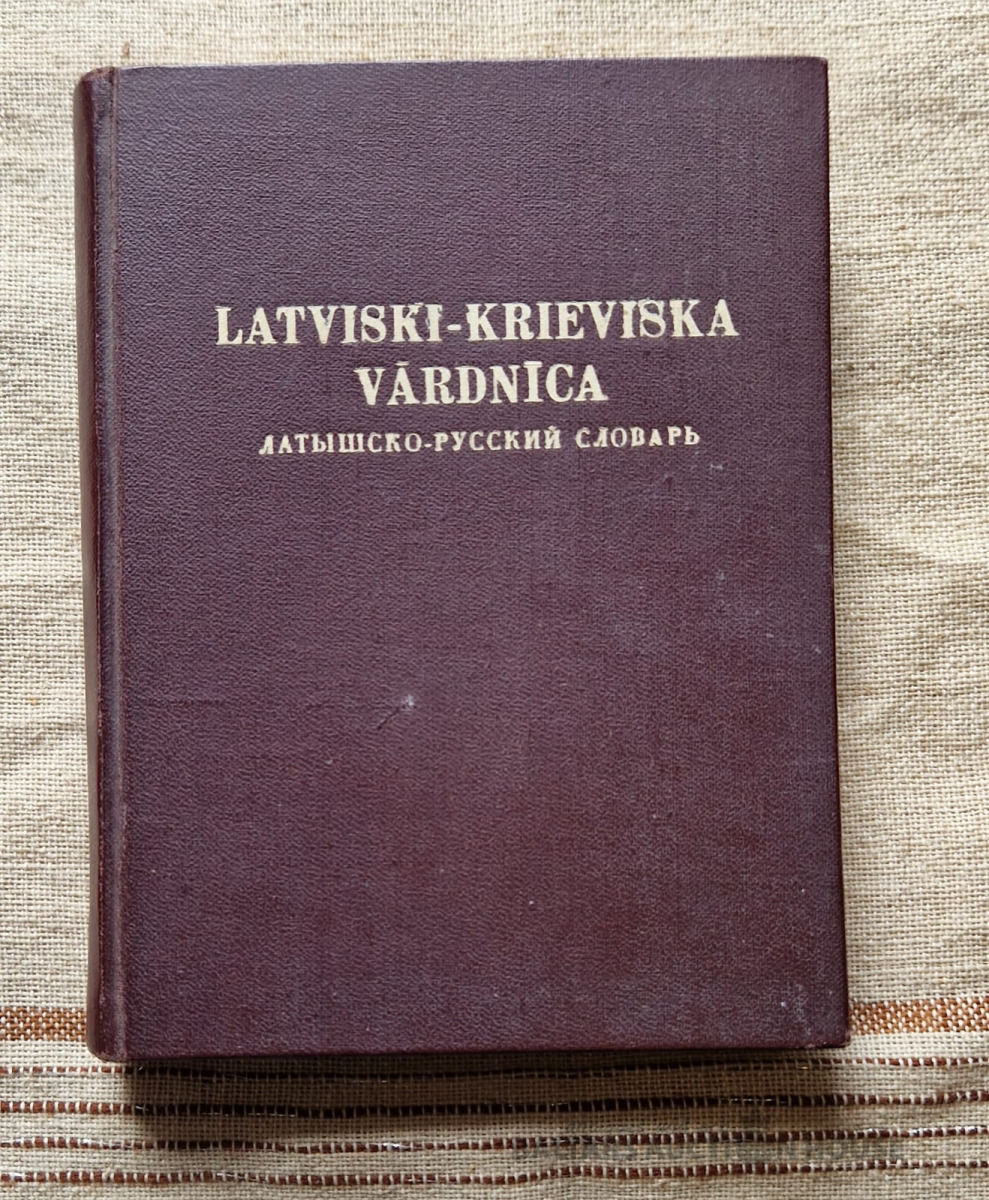 LATVISKI-KRIEVISKA
VĀRDNĪCA
ЛАТЫШСКО-РУССКИЙ СЛОВАРЬ